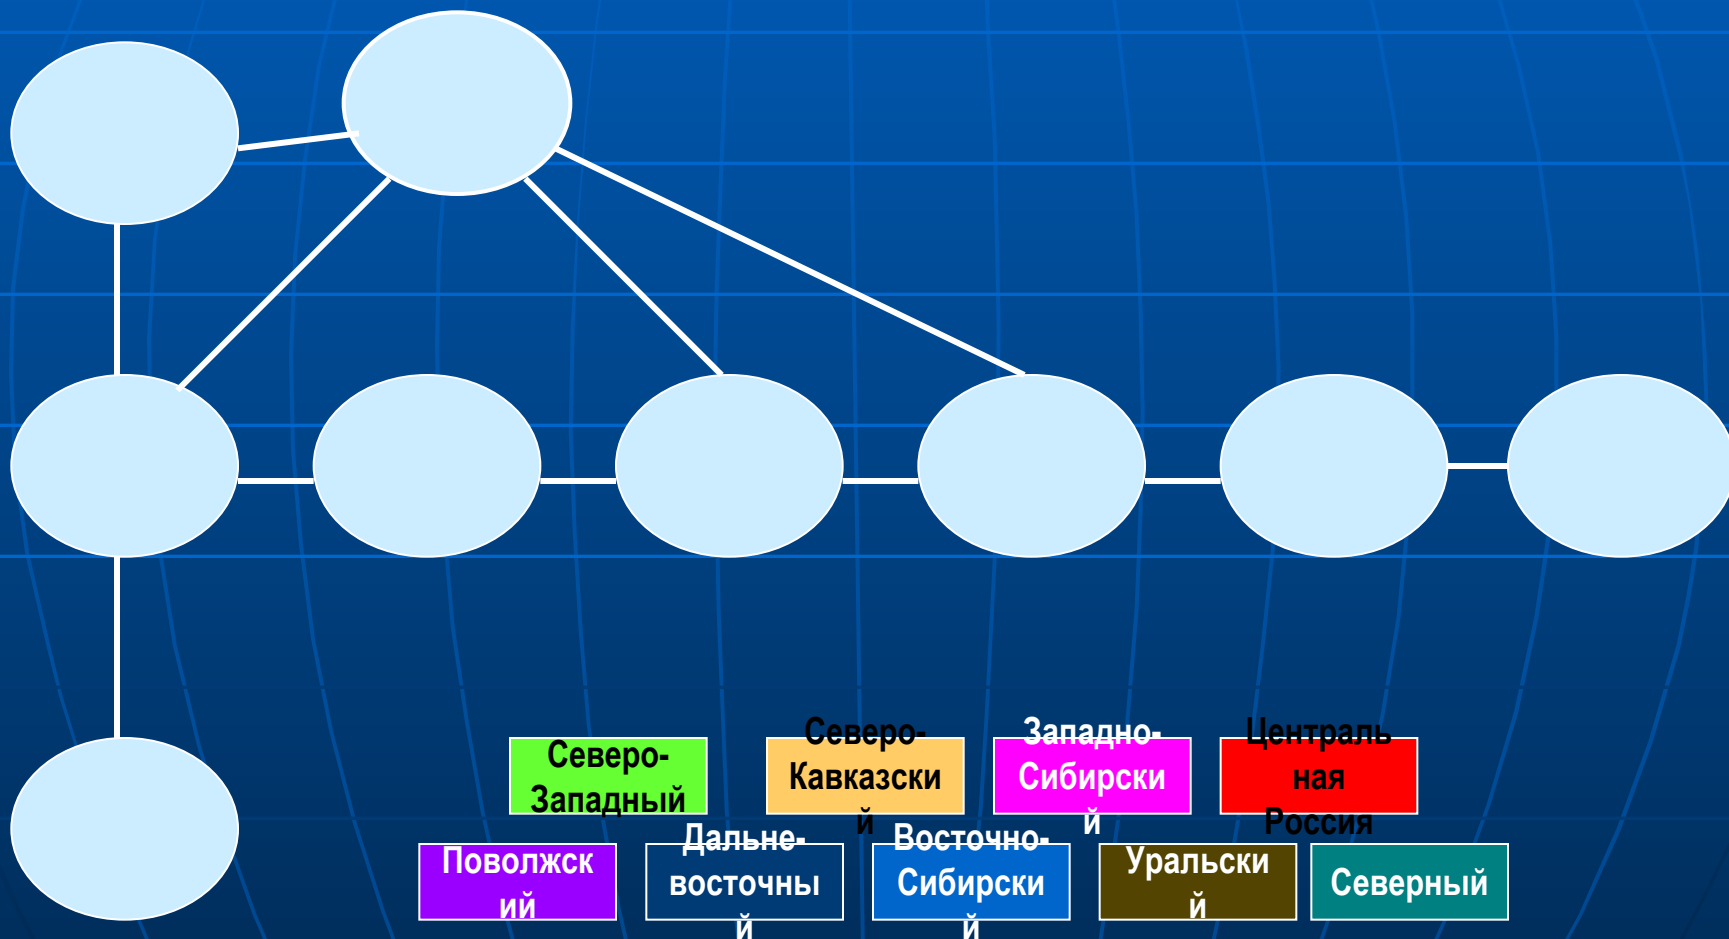 Северо-
Западный
Северо-
Кавказски
й
Западно-
Сибирски
й
Централь
ная
Россия
Поволжск
ий
Дальне-
восточны
й
Восточно-
Сибирски
й
Уральски
й
Северный